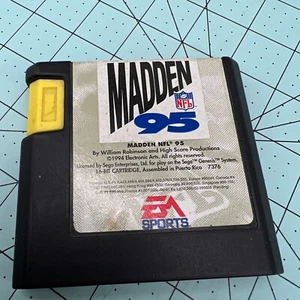 MADDEN
NFL
95
MADDEN NFL® 95
By William Robinson and High Score Productions
©1994 Electronic Arts. All rights reserved.
Licensed by Sega Enterprises, Ltd. for play on the Sega™ Genesis™ System.
16-BIT CARTRIDGE. Assembled in Puerto Rico 7376
EA
SPORTS